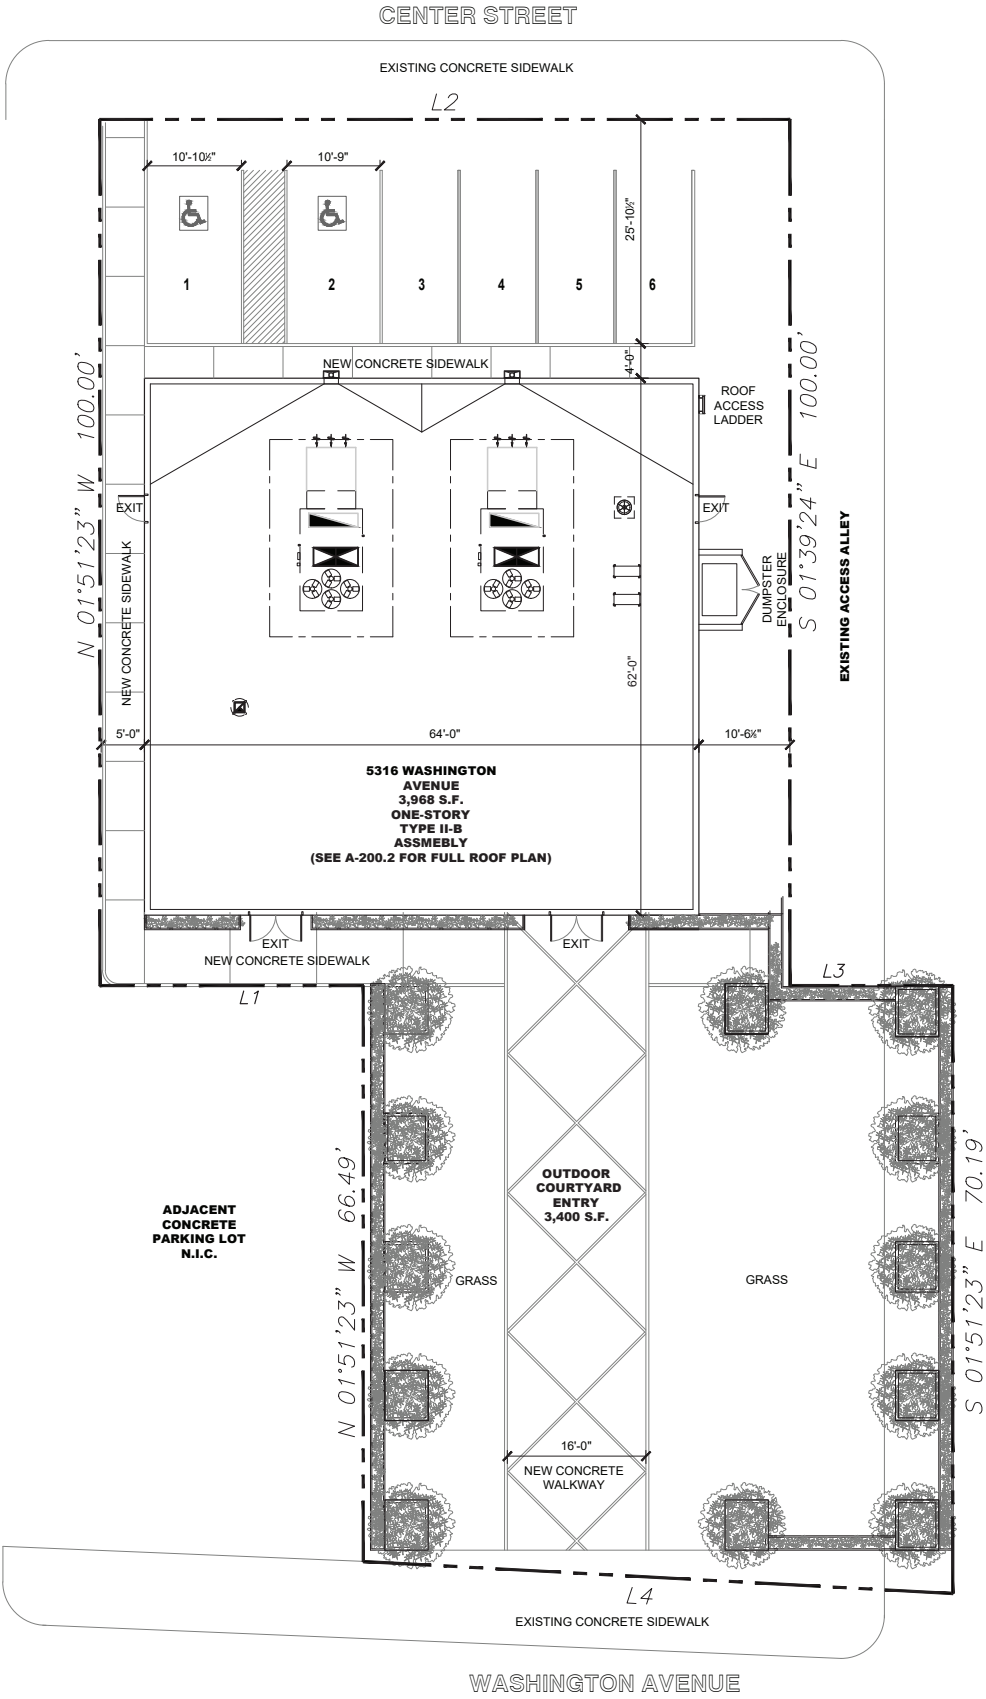 CENTER STREET
EXISTING CONCRETE SIDEWALK
L2
10'-10½"
10'-9"
25'-10½"
1
2
3
4
5
6
NEW CONCRETE SIDEWALK
4'-0"
N 01°51'23" W 100.00'
S 01°39'24" E 100.00'
ROOF
ACCESS
LADDER
EXIT
EXIT
NEW CONCRETE SIDEWALK
DUMPSTER
ENCLOSURE
EXISTING ACCESS ALLEY
62'-0"
5'-0"
64'-0"
5316 WASHINGTON
AVENUE
3,968 S.F.
ONE-STORY
TYPE II-B
ASSMEBLY
(SEE A-200.2 FOR FULL ROOF PLAN)
EXIT
EXIT
NEW CONCRETE SIDEWALK
L1
L3
N 01°51'23" W 66.49'
S 01°51'23" E 70.19'
OUTDOOR
COURTYARD
ENTRY
3,400 S.F.
ADJACENT
CONCRETE
PARKING LOT
N.I.C.
GRASS
GRASS
16'-0"
NEW CONCRETE
WALKWAY
L4
EXISTING CONCRETE SIDEWALK
WASHINGTON AVENUE